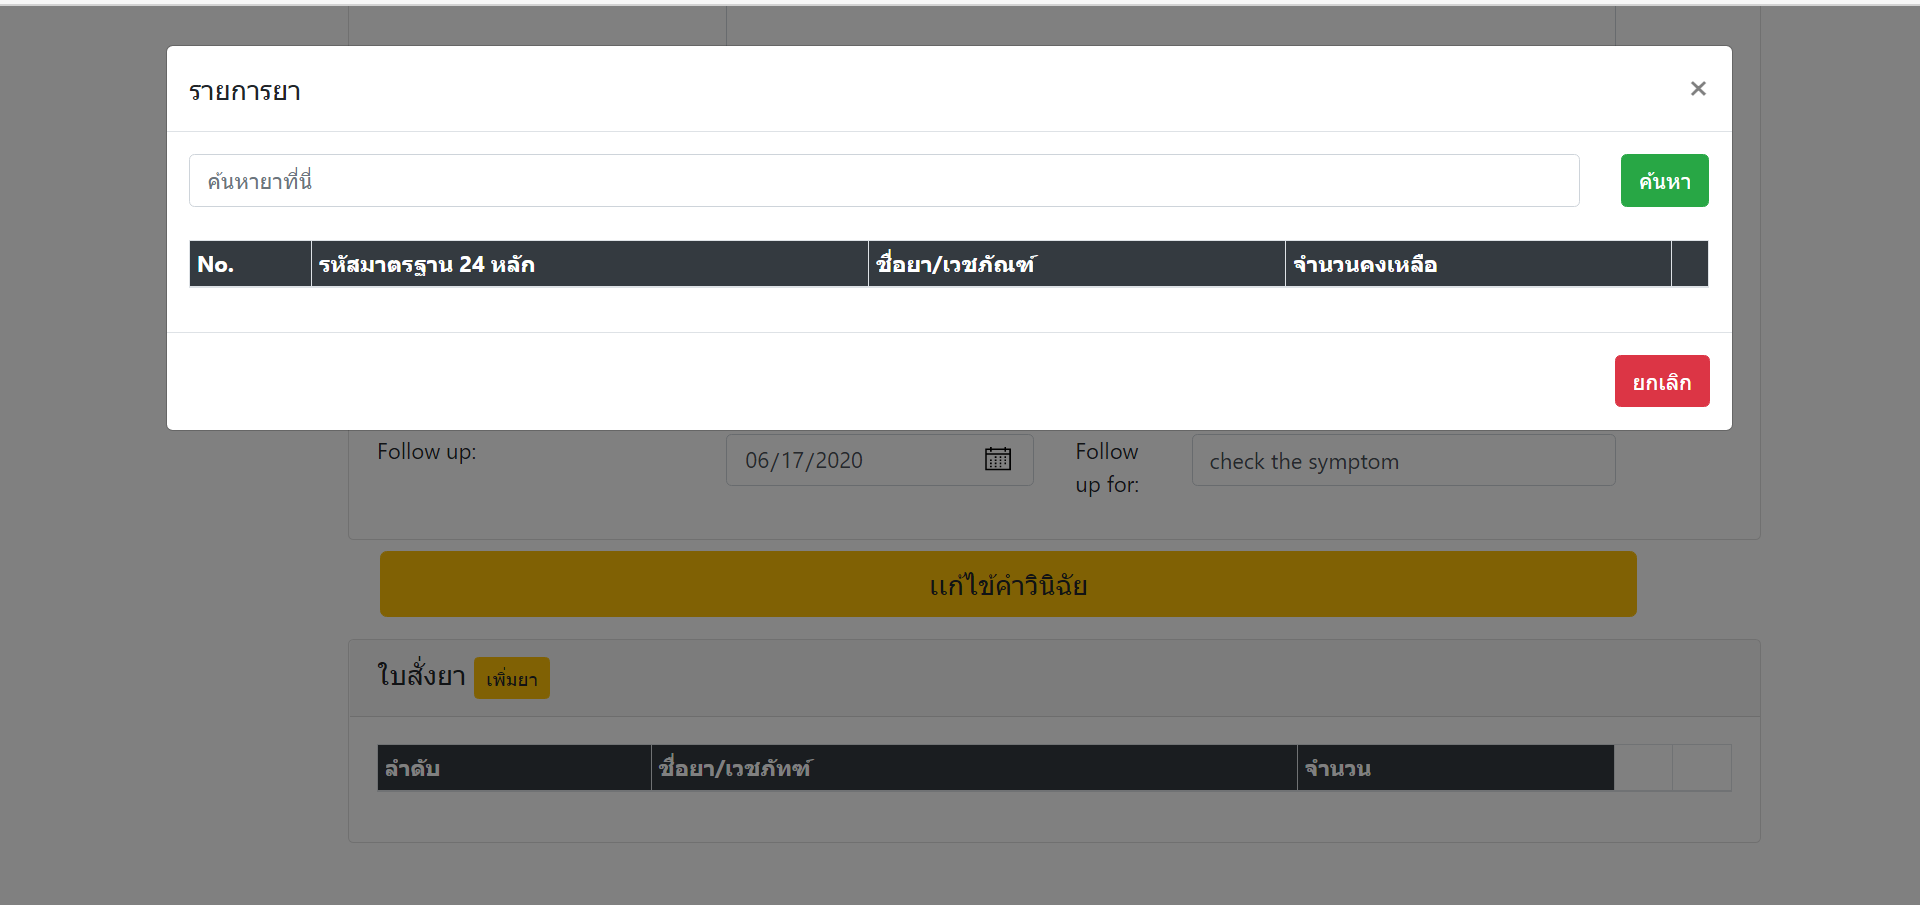 รายการยา ×
ค้นหายาที่นี่ ค้นหา
No. รหัสมาตรฐาน 24 หลัก ชื่อยา/เวชภัณฑ์ จำนวนคงเหลือ
ยกเลิก
Follow up: 06/17/2020 Follow up for: check the symptom
แก้ไข้คำวินิฉัย
ใบสั่งยา เพิ่มยา
ลำดับ ชื่อยา/เวชภัทฑ์ จำนวน